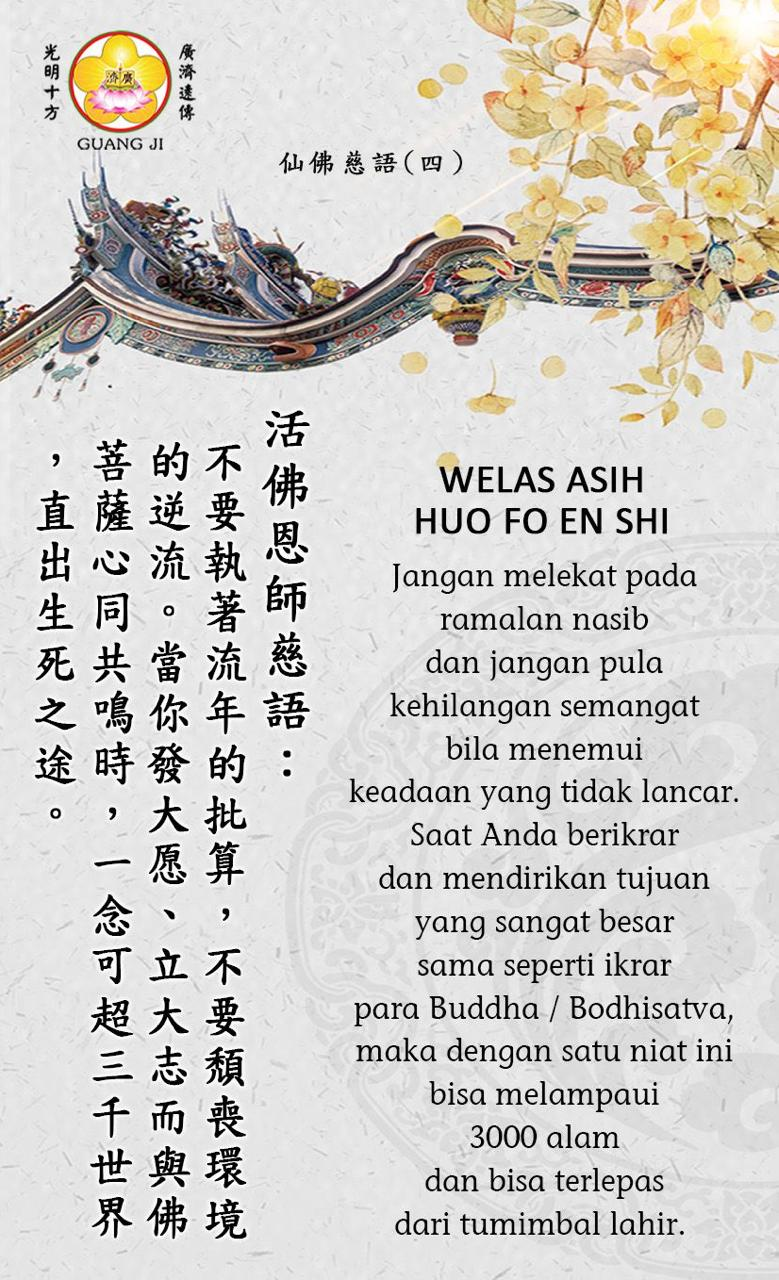 光明十方
廣濟
廣濟遠傳
GUANG JI
仙佛慈語(四)
活佛恩師慈語：
不要執著流年的批算，不要頹喪環境
的逆流。當你發大愿、立大志而與佛
菩薩心同共鳴時，一念可超三千世界
，直出生死之途。
WELAS ASIH
HUO FO EN SHI
Jangan melekat pada
ramalan nasib
dan jangan pula
kehilangan semangat
bila menemui
keadaan yang tidak lancar.
Saat Anda berikrar
dan mendirikan tujuan
yang sangat besar
sama seperti ikrar
para Buddha / Bodhisatva,
maka dengan satu niat ini
bisa melampaui
3000 alam
dan bisa terlepas
dari tumimbal lahir.